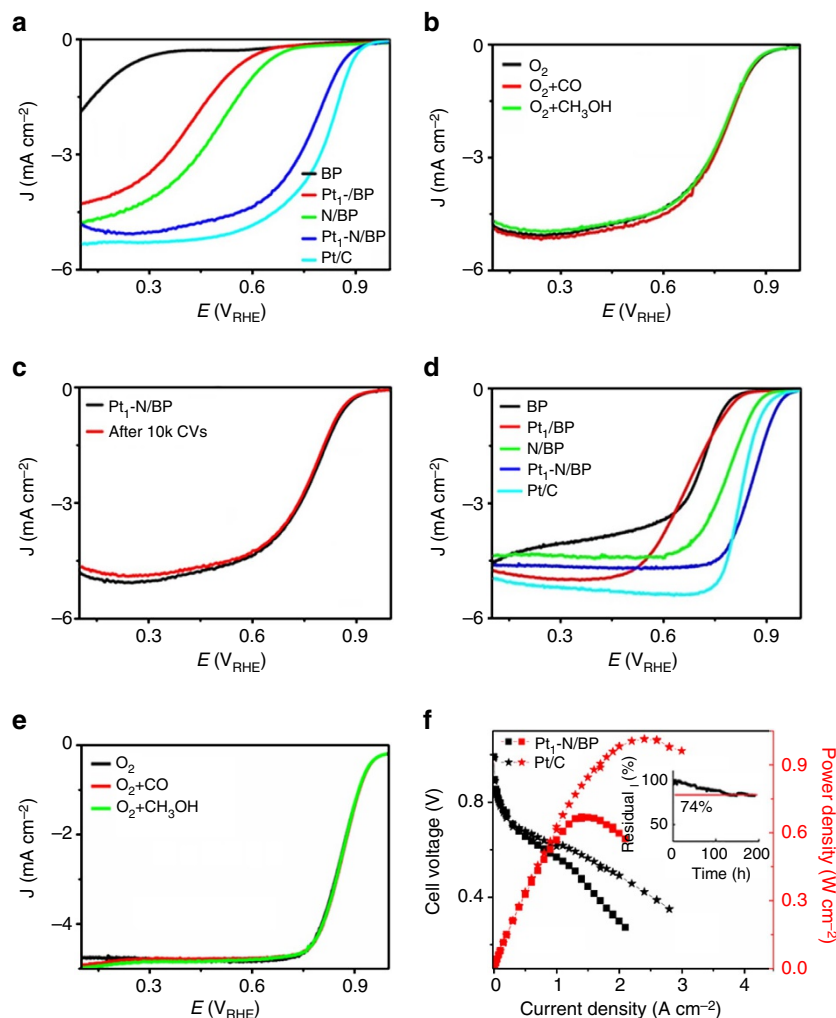 a
0
−3
−6
J (mA cm⁻²)
BP
Pt₁-/BP
N/BP
Pt₁-N/BP
Pt/C
0.3
0.6
0.9
E (V_RHE)
b
0
−3
−6
J (mA cm⁻²)
O₂
O₂+CO
O₂+CH₃OH
0.3
0.6
0.9
E (V_RHE)
c
0
−3
−6
J (mA cm⁻²)
Pt₁-N/BP
After 10k CVs
0.3
0.6
0.9
E (V_RHE)
d
0
−3
−6
J (mA cm⁻²)
BP
Pt₁/BP
N/BP
Pt₁-N/BP
Pt/C
0.3
0.6
0.9
E (V_RHE)
e
0
−2
−4
J (mA cm⁻²)
O₂
O₂+CO
O₂+CH₃OH
0.3
0.6
0.9
E (V_RHE)
f
Cell voltage (V)
0.8
0.4
Pt₁-N/BP
Pt/C
Residual I (%)
100
50
74%
0
100
200
Time (h)
0.9
0.6
0.3
0.0
Power density (W cm⁻²)
0
1
2
3
4
Current density (A cm⁻²)